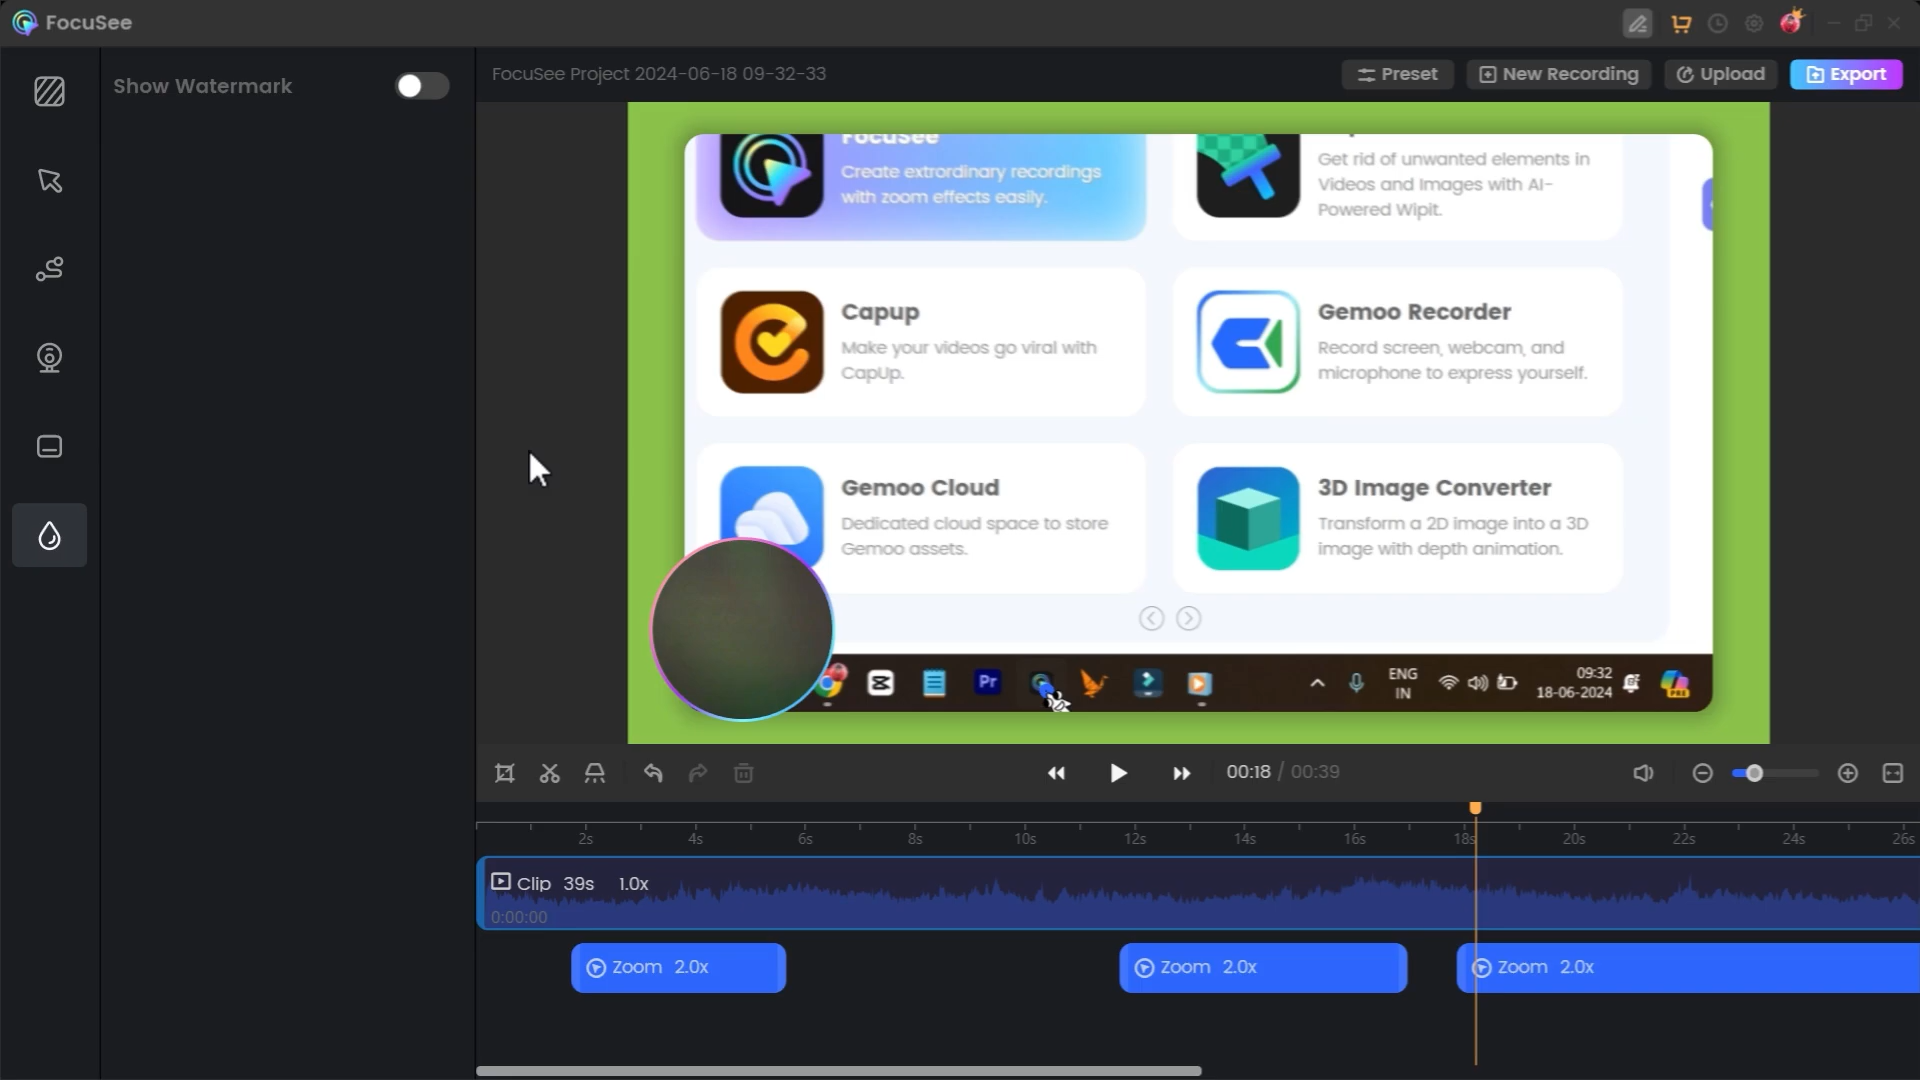 FocuSee
Show Watermark
FocuSee Project 2024-06-18 09-32-33
Preset
New Recording
Upload
Export
FocuSee
Create extrordinary recordings
with zoom effects easily.
Get rid of unwanted elements in
Videos and Images with AI-
Powered Wipit.
Capup
Make your videos go viral with
CapUp.
Gemoo Recorder
Record screen, webcam, and
microphone to express yourself.
Gemoo Cloud
Dedicated cloud space to store
Gemoo assets.
3D Image Converter
Transform a 2D image into a 3D
image with depth animation.
Pr
ENG
IN
09:32
18-06-2024
PRE
00:18 / 00:39
2s 4s 6s 8s 10s 12s 14s 16s 18s 20s 22s 24s 26s
Clip 39s 1.0x
0:00:00
Zoom 2.0x
Zoom 2.0x
Zoom 2.0x